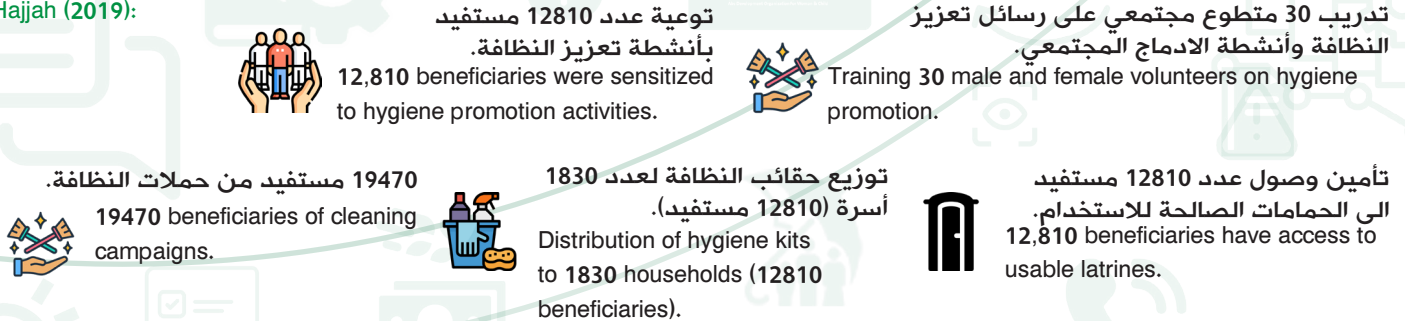 Hajjah (2019):
توعية عدد 12810 مستفيد
بأنشطة تعزيز النظافة.
12,810 beneficiaries were sensitized
to hygiene promotion activities.
تدريب 30 متطوع مجتمعي على رسائل تعزيز
النظافة وأنشطة الادماج المجتمعي.
Training 30 male and female volunteers on hygiene
promotion.
19470 مستفيد من حملات النظافة.
19470 beneficiaries of cleaning
campaigns.
توزيع حقائب النظافة لعدد 1830
أسرة (12810 مستفيد).
Distribution of hygiene kits
to 1830 households (12810
beneficiaries).
تأمين وصول عدد 12810 مستفيد
الى الحمامات الصالحة للاستخدام.
12,810 beneficiaries have access to
usable latrines.